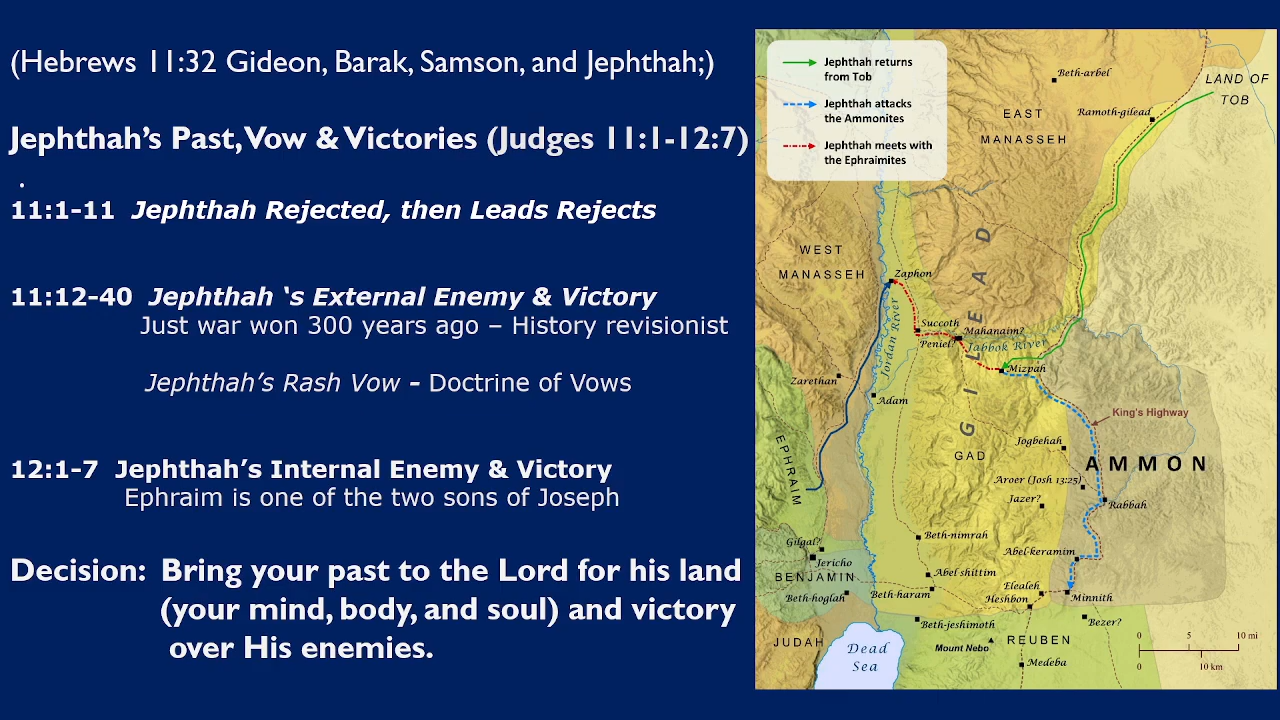 (Hebrews 11:32 Gideon, Barak, Samson, and Jephthah;)
Jephthah's Past, Vow & Victories (Judges 11:1-12:7)
.
11:1-11 Jephthah Rejected, then Leads Rejects
11:12-40 Jephthah ‘s External Enemy & Victory
Just war won 300 years ago – History revisionist
Jephthah’s Rash Vow – Doctrine of Vows
12:1-7 Jephthah’s Internal Enemy & Victory
Ephraim is one of the two sons of Joseph
Decision: Bring your past to the Lord for his land
(your mind, body, and soul) and victory
over His enemies.
Jephthah returns
from Tob
Jephthah attacks
the Ammonites
Jephthah meets with
the Ephraimites
Beth-arbel
LAND OF
TOB
Ramoth-gilead
EAST
MANASSEH
WEST
MANASSEH
GILEAD
Zaphon
Jordan River
Succoth
Mahanaim?
Peniel?
Jabbok River
Mizpah
Zarethan
Adam
King's Highway
EPHRAIM
Jogbehah
GAD
AMMON
Aroer (Josh 13:25)
Jazer?
Rabbah
Beth-nimrah
Gilgal?
Abel-keramim
Jericho
BENJAMIN
Abel shittim
Beth-hoglah
Beth-haram
Elealeh
Heshbon
Minnith
Beth-jeshimoth
Bezer?
JUDAH
Dead
Sea
Mount Nebo
REUBEN
Medeba
0 5 10 mi
0 10 km